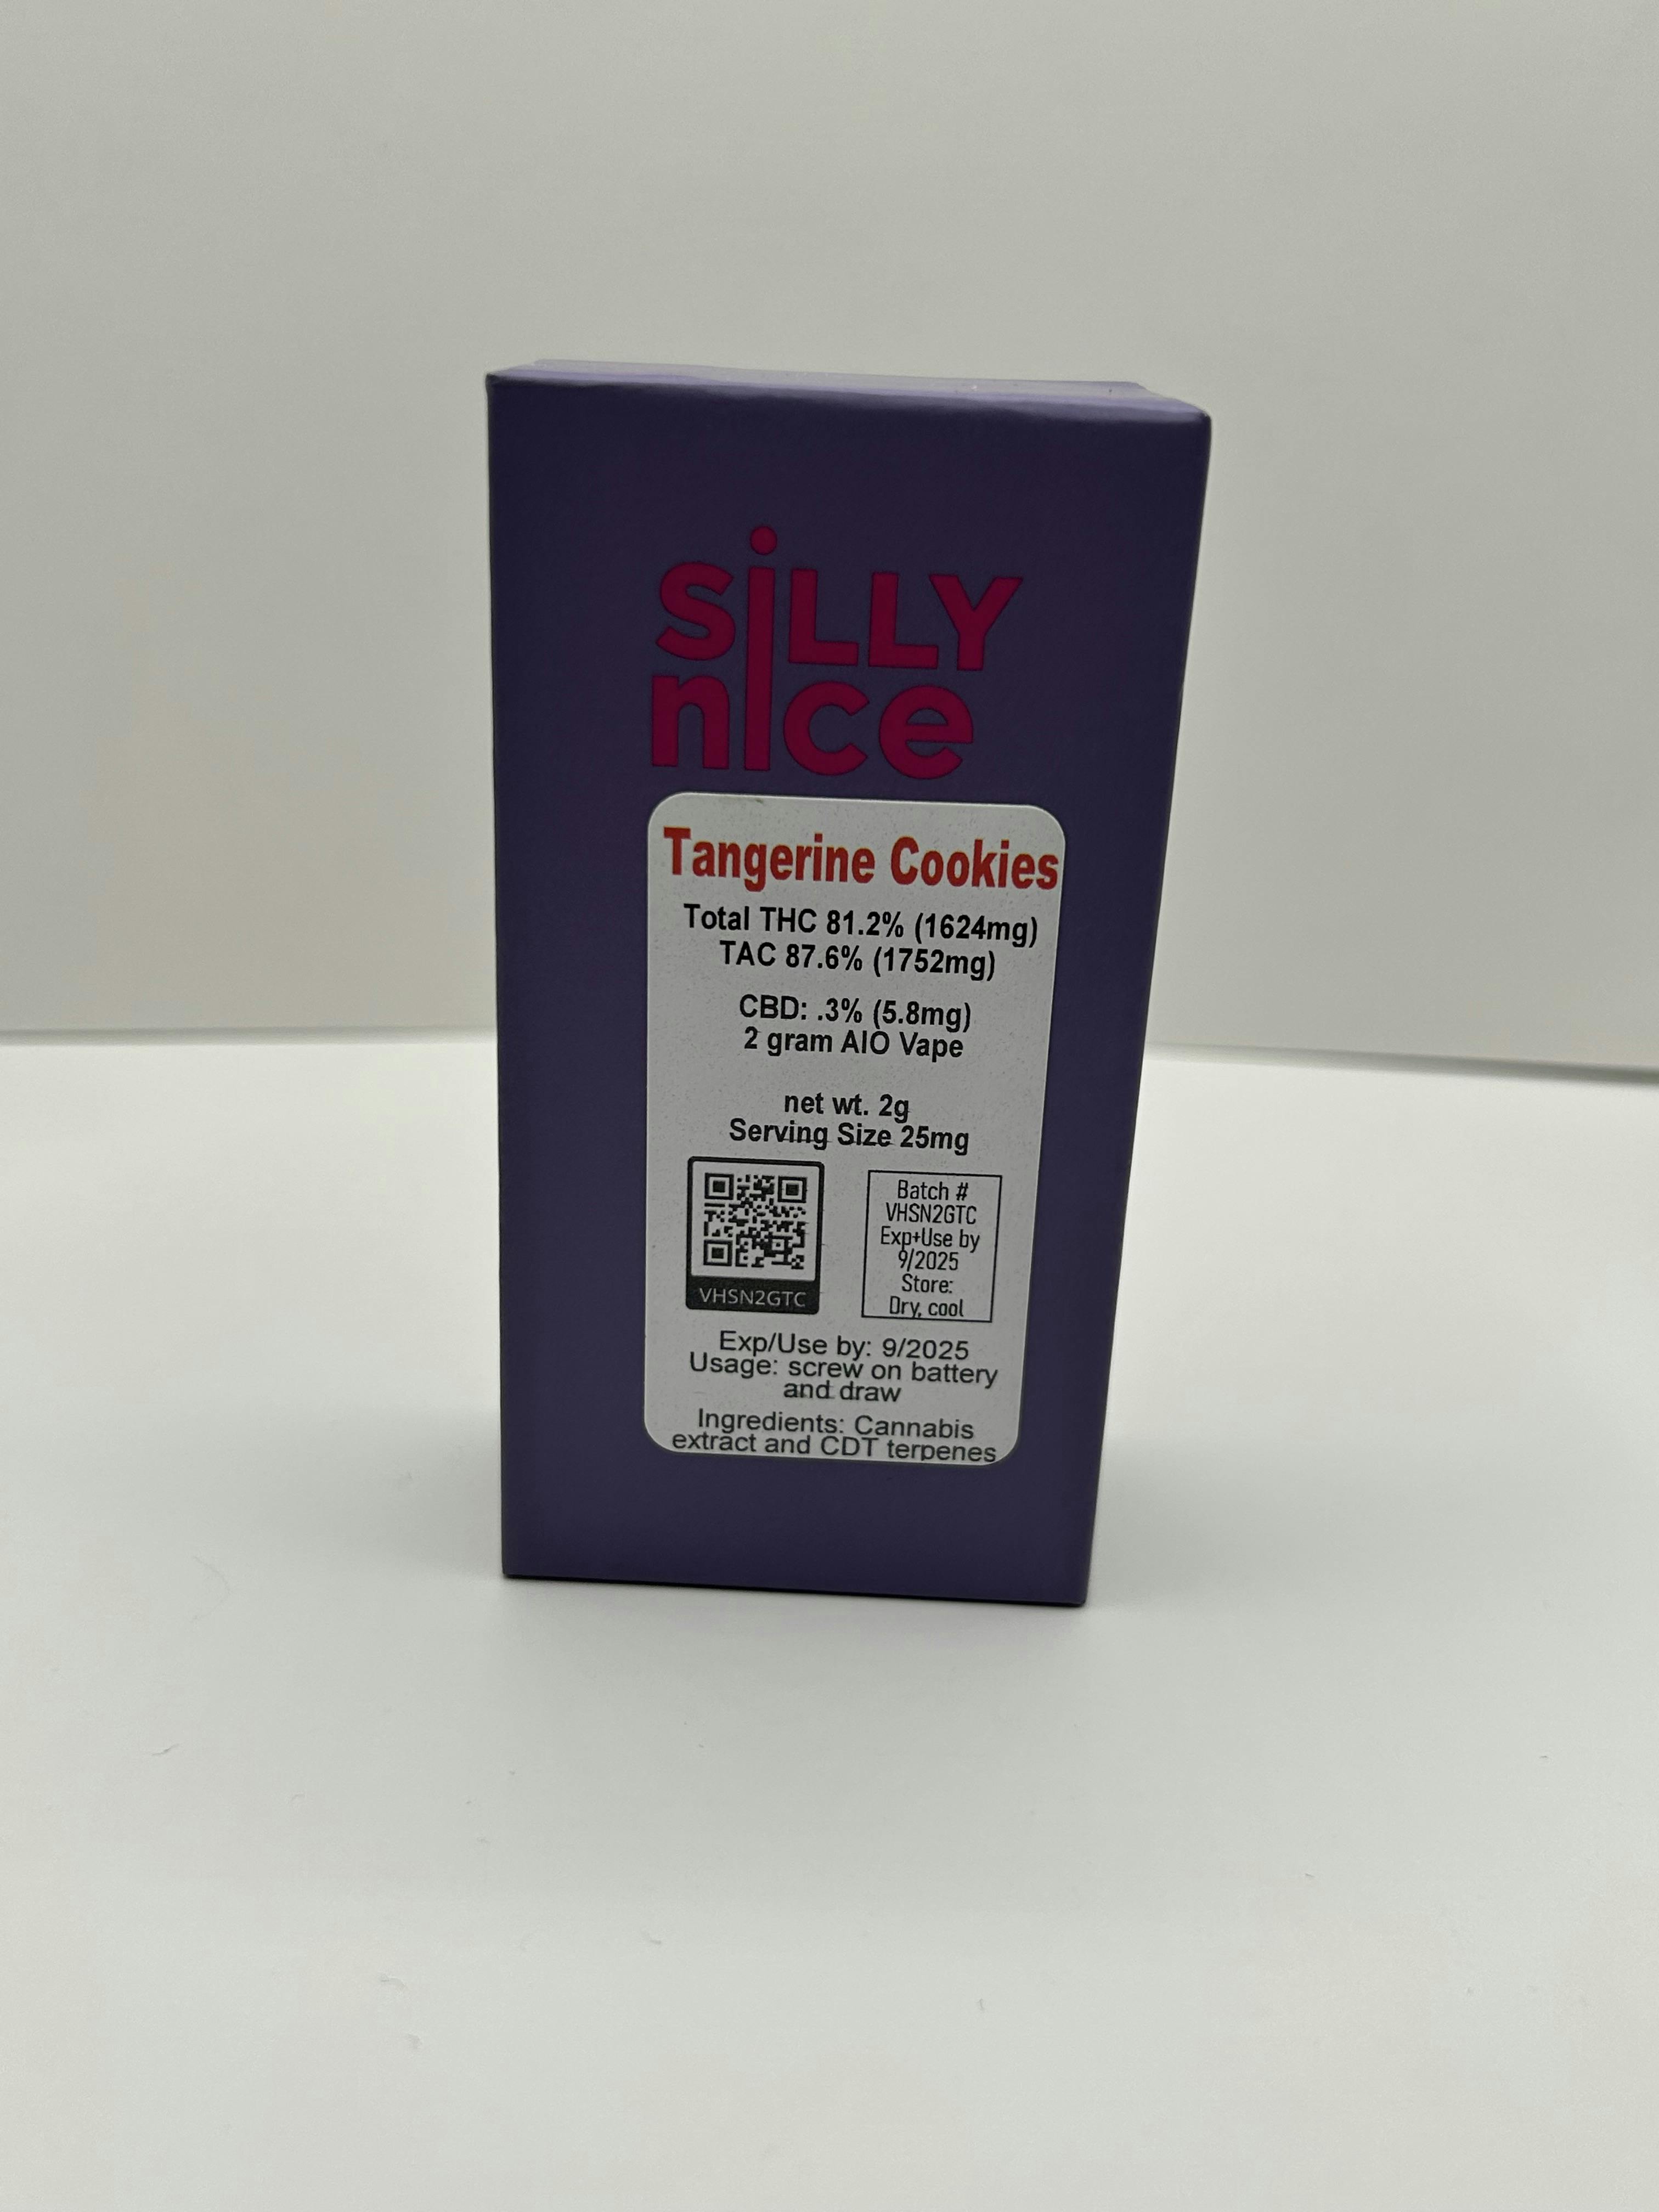 siLLY
nice
Tangerine Cookies
Total THC 81.2% (1624mg)
TAC 87.6% (1752mg)
CBD: .3% (5.8mg)
2 gram AIO Vape
net wt. 2g
Serving Size 25mg
VHSN2GTC
Batch #
VHSN2GTC
Exp+Use by
9/2025
Store:
Dry, cool
Exp/Use by: 9/2025
Usage: screw on battery
and draw
Ingredients: Cannabis
extract and CDT terpenes